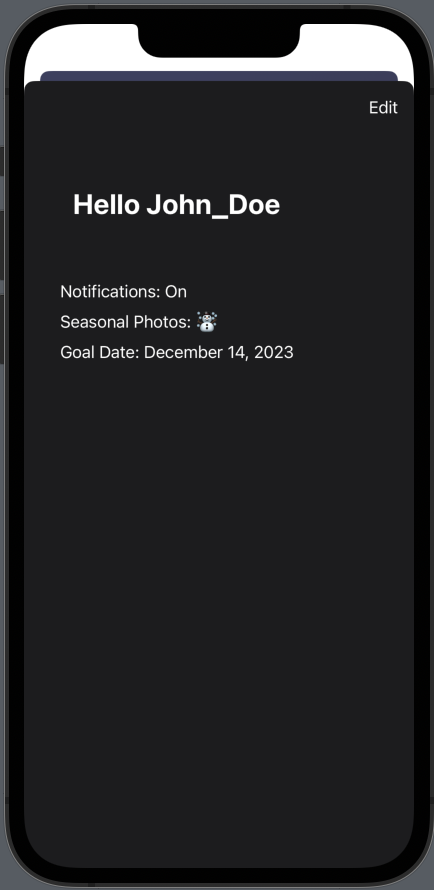 Edit
Hello John_Doe
Notifications: On
Seasonal Photos: ☃️
Goal Date: December 14, 2023